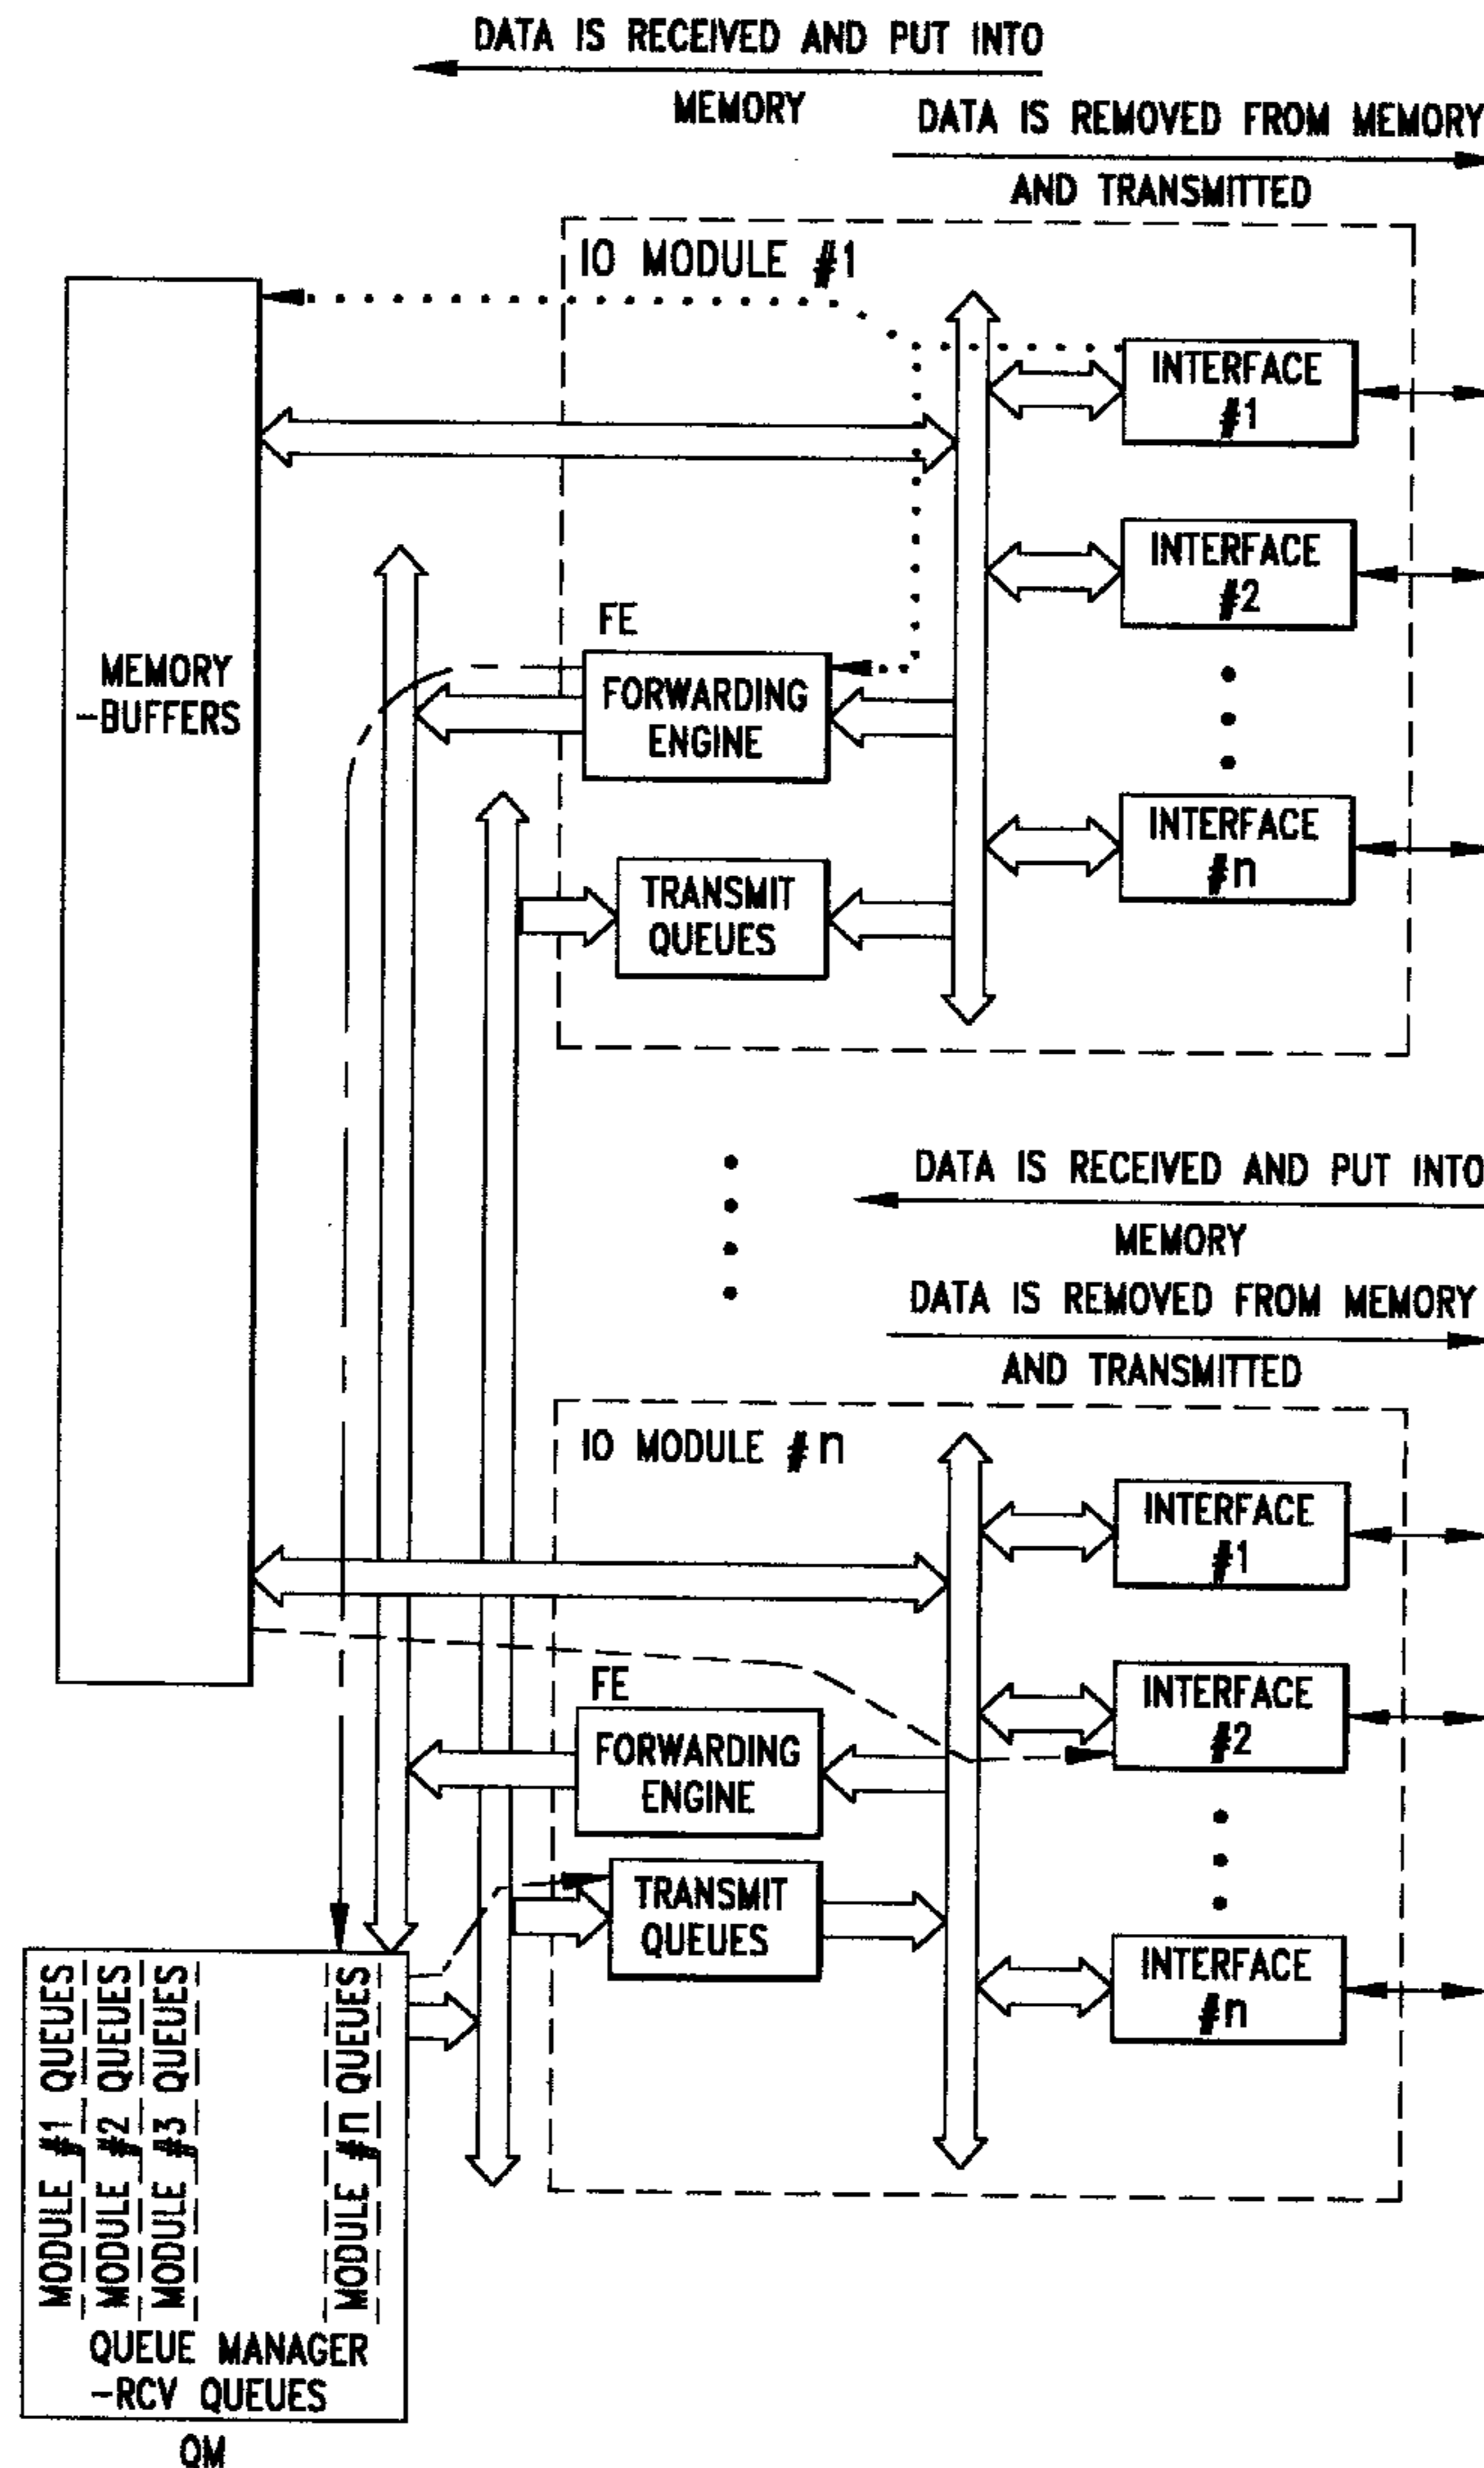 DATA IS RECEIVED AND PUT INTO
MEMORY
DATA IS REMOVED FROM MEMORY
AND TRANSMITTED
IO MODULE #1
INTERFACE
#1
INTERFACE
#2
FE
MEMORY
-BUFFERS
FORWARDING
ENGINE
INTERFACE
#n
TRANSMIT
QUEUES
DATA IS RECEIVED AND PUT INTO
MEMORY
DATA IS REMOVED FROM MEMORY
AND TRANSMITTED
IO MODULE #n
INTERFACE
#1
FE
INTERFACE
#2
FORWARDING
ENGINE
TRANSMIT
QUEUES
INTERFACE
#n
MODULE #1 QUEUES
MODULE #2 QUEUES
MODULE #3 QUEUES
MODULE #n QUEUES
QUEUE MANAGER
-RCV QUEUES
QM